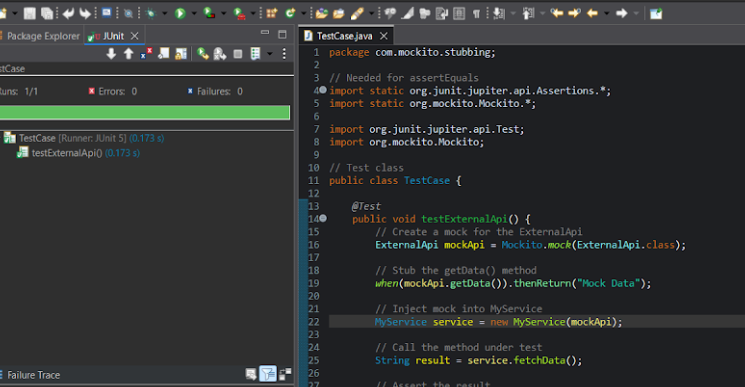 Package Explorer
JUnit
TestCase.java
tCase
uns: 1/1
Errors: 0
Failures: 0
TestCase [Runner: JUnit 5] (0.173 s)
testExternalApi() (0.173 s)
Failure Trace
1 package com.mockito.stubbing;
2
3 // Needed for assertEquals
4 import static org.junit.jupiter.api.Assertions.*;
5 import static org.mockito.Mockito.*;
6
7 import org.junit.jupiter.api.Test;
8 import org.mockito.Mockito;
9
10 // Test class
11 public class TestCase {
12
13 @Test
14 public void testExternalApi() {
15 // Create a mock for the ExternalApi
16 ExternalApi mockApi = Mockito.mock(ExternalApi.class);
17
18 // Stub the getData() method
19 when(mockApi.getData()).thenReturn("Mock Data");
20
21 // Inject mock into MyService
22 MyService service = new MyService(mockApi);
23
24 // Call the method under test
25 String result = service.fetchData();
26
27 // Assert the result